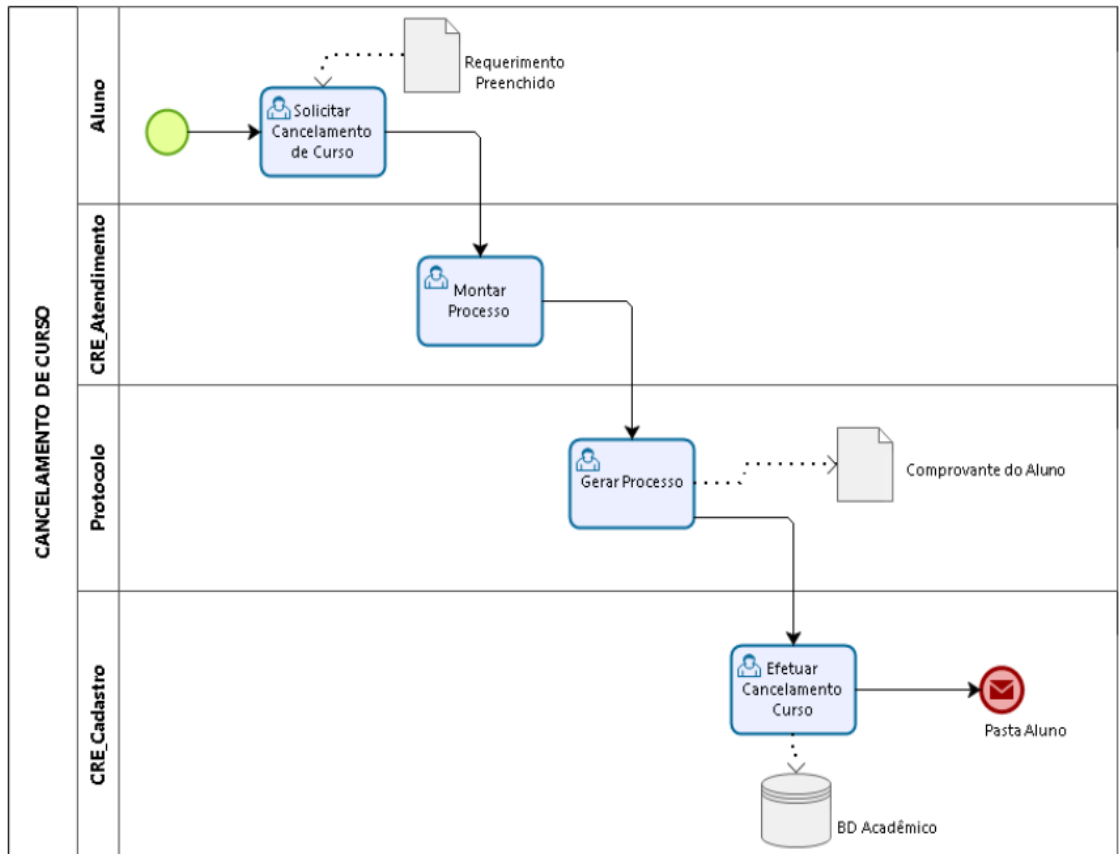 CANCELAMENTO DE CURSO
Aluno
Requerimento
Preenchido
Solicitar
Cancelamento
de Curso
CRE_Atendimento
Montar
Processo
Protocolo
Gerar Processo
Comprovante do Aluno
CRE_Cadastro
Efetuar
Cancelamento
Curso
Pasta Aluno
BD Acadêmico